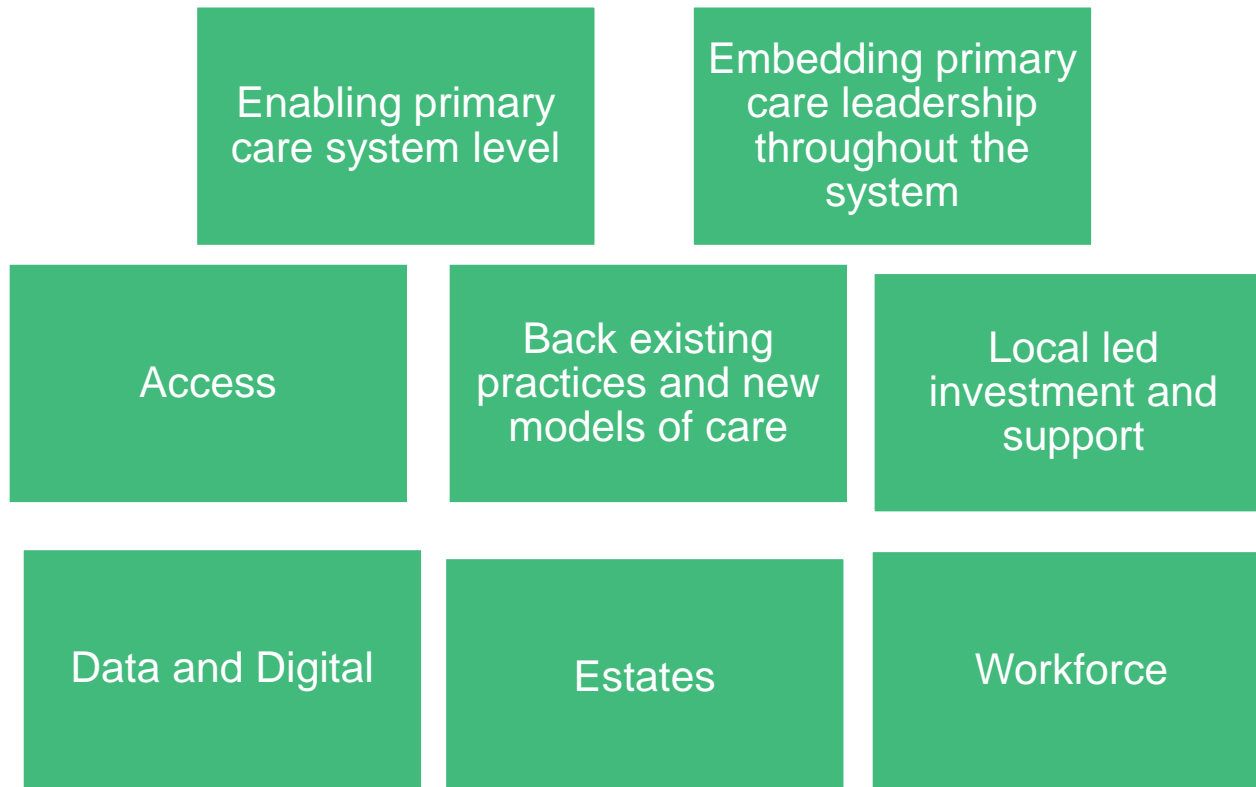 Enabling primary
care system level
Embedding primary
care leadership
throughout the
system
Access
Back existing
practices and new
models of care
Local led
investment and
support
Data and Digital
Estates
Workforce